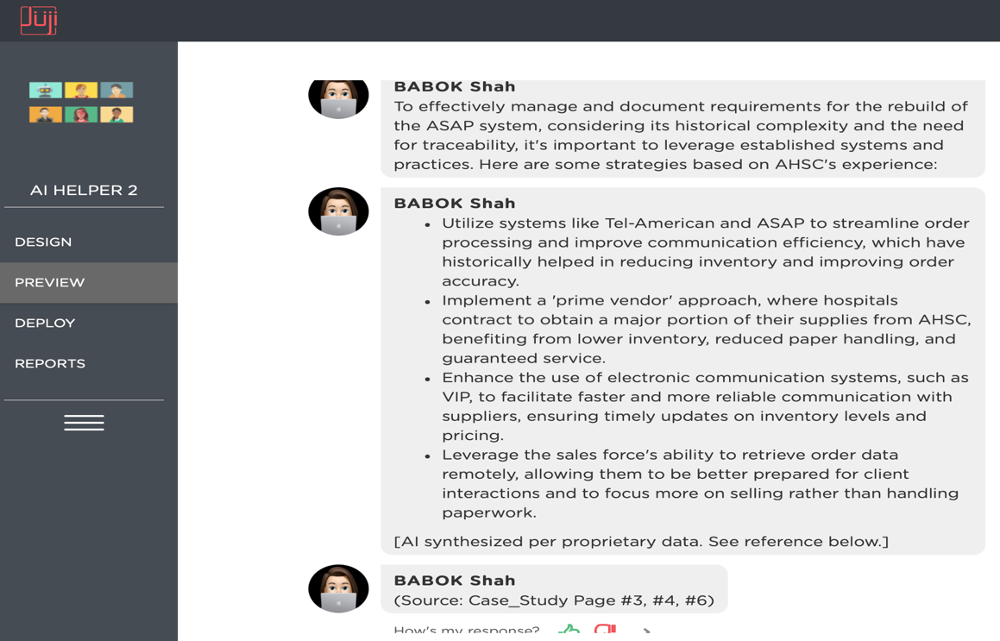 Juji
AI HELPER 2
DESIGN
PREVIEW
DEPLOY
REPORTS
BABOK Shah
To effectively manage and document requirements for the rebuild of
the ASAP system, considering its historical complexity and the need
for traceability, it's important to leverage established systems and
practices. Here are some strategies based on AHSC's experience:
BABOK Shah
• Utilize systems like Tel-American and ASAP to streamline order
processing and improve communication efficiency, which have
historically helped in reducing inventory and improving order
accuracy.
• Implement a 'prime vendor' approach, where hospitals
contract to obtain a major portion of their supplies from AHSC,
benefiting from lower inventory, reduced paper handling, and
guaranteed service.
• Enhance the use of electronic communication systems, such as
VIP, to facilitate faster and more reliable communication with
suppliers, ensuring timely updates on inventory levels and
pricing.
• Leverage the sales force's ability to retrieve order data
remotely, allowing them to be better prepared for client
interactions and to focus more on selling rather than handling
paperwork.
[AI synthesized per proprietary data. See reference below.]
BABOK Shah
(Source: Case_Study Page #3, #4, #6)
How's my response?